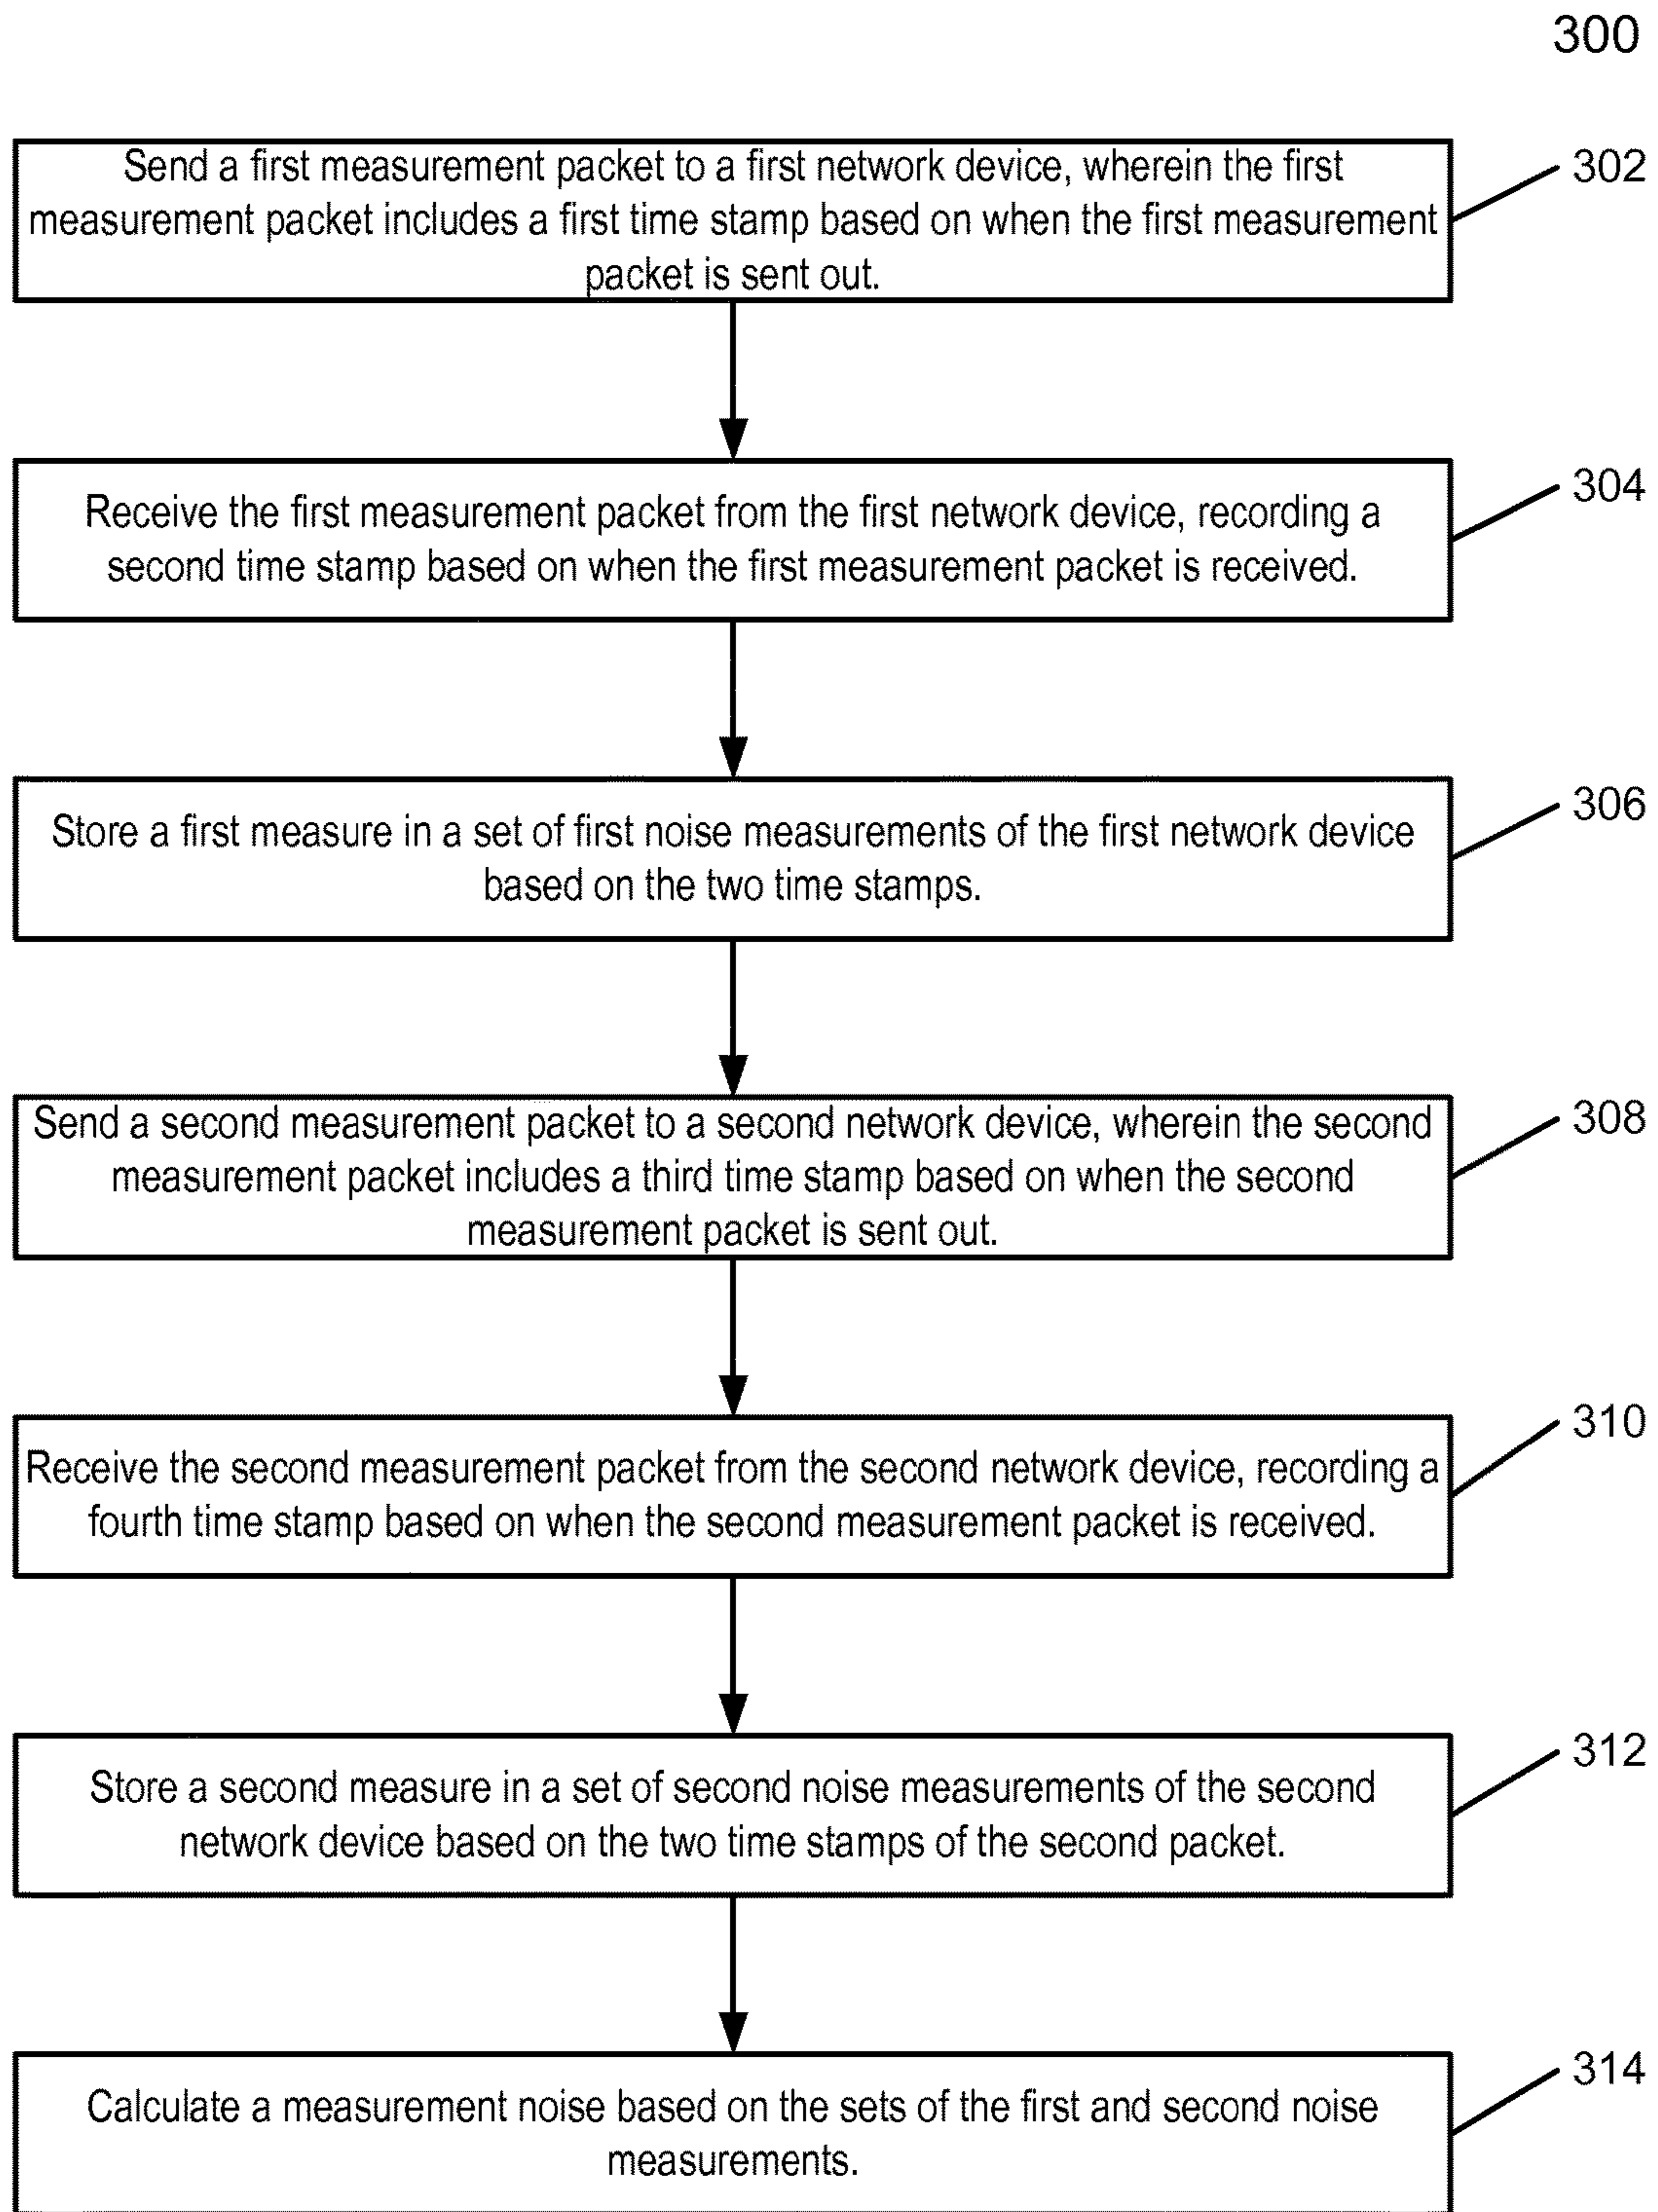 300
Send a first measurement packet to a first network device, wherein the first
measurement packet includes a first time stamp based on when the first measurement
packet is sent out.
302
Receive the first measurement packet from the first network device, recording a
second time stamp based on when the first measurement packet is received.
304
Store a first measure in a set of first noise measurements of the first network device
based on the two time stamps.
306
Send a second measurement packet to a second network device, wherein the second
measurement packet includes a third time stamp based on when the second
measurement packet is sent out.
308
Receive the second measurement packet from the second network device, recording a
fourth time stamp based on when the second measurement packet is received.
310
Store a second measure in a set of second noise measurements of the second
network device based on the two time stamps of the second packet.
312
Calculate a measurement noise based on the sets of the first and second noise
measurements.
314